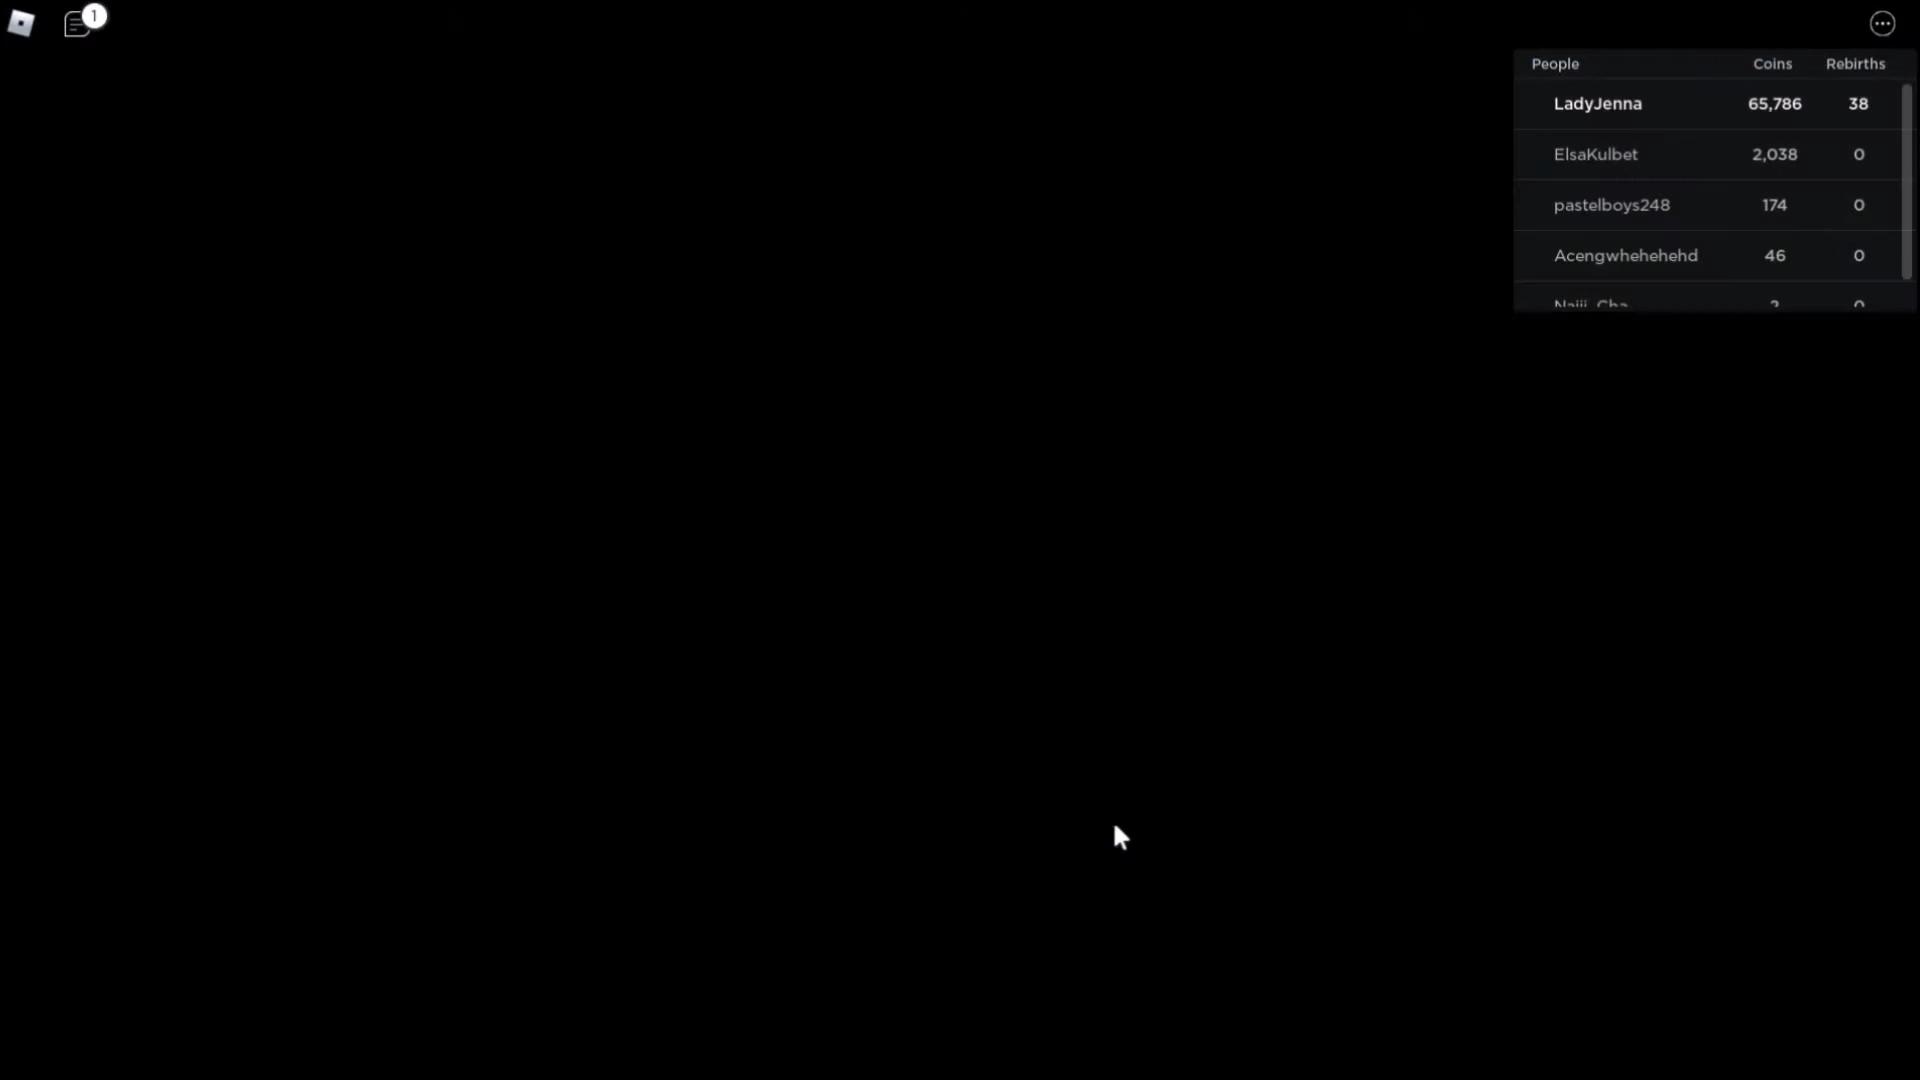 1
People Coins Rebirths
LadyJenna 65,786 38
ElsaKulbet 2,038 0
pastelboys248 174 0
Acengwhehehehd 46 0